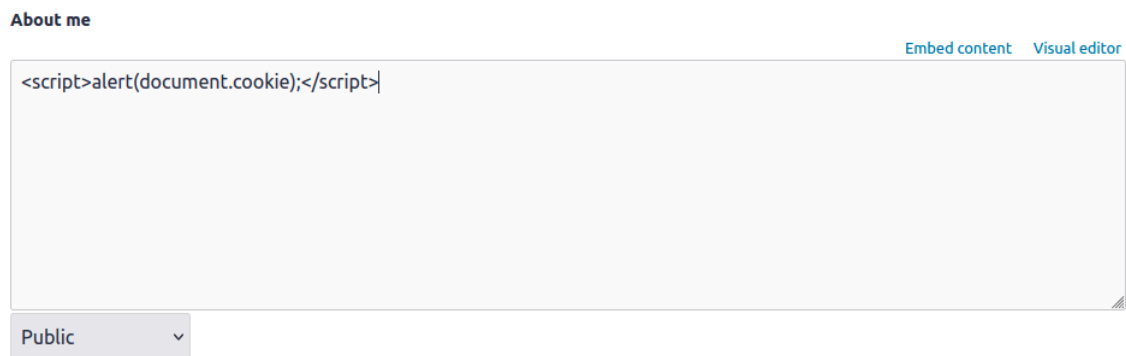 About me
Embed content Visual editor
<script>alert(document.cookie);</script>
Public